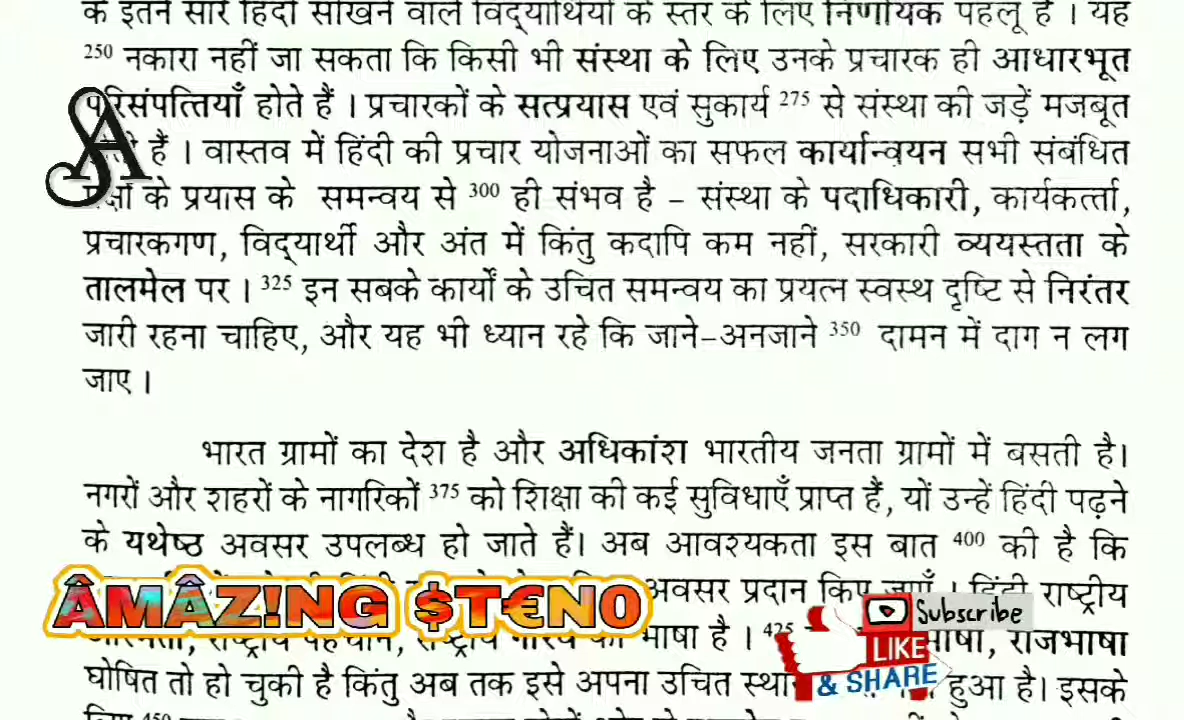 के इतने सारे हिंदी सीखने वाले विद्यार्थियों के स्तर के लिए निर्णायक पहलू है । यह
250 नकारा नहीं जा सकता कि किसी भी संस्था के लिए उनके प्रचारक ही आधारभूत
परिसंपत्तियाँ होते हैं । प्रचारकों के सत्प्रयास एवं सुकार्य 275 से संस्था की जड़ें मजबूत
हैं । वास्तव में हिंदी की प्रचार योजनाओं का सफल कार्यान्वयन सभी संबंधित
के प्रयास के समन्वय से 300 ही संभव है – संस्था के पदाधिकारी, कार्यकर्त्ता,
प्रचारकगण, विद्यार्थी और अंत में किंतु कदापि कम नहीं, सरकारी व्ययस्तता के
तालमेल पर । 325 इन सबके कार्यों के उचित समन्वय का प्रयत्न स्वस्थ दृष्टि से निरंतर
जारी रहना चाहिए, और यह भी ध्यान रहे कि जाने-अनजाने 350 दामन में दाग न लग
जाए ।
भारत ग्रामों का देश है और अधिकांश भारतीय जनता ग्रामों में बसती है।
नगरों और शहरों के नागरिकों 375 को शिक्षा की कई सुविधाएँ प्राप्त हैं, यों उन्हें हिंदी पढ़ने
के यथेष्ठ अवसर उपलब्ध हो जाते हैं। अब आवश्यकता इस बात 400 की है कि
अवसर प्रदान किए जाएँ । हिंदी राष्ट्रीय
ÂMÂZ!NG $T€NO
Subscribe
राष्ट्रीय पहचान, राष्ट्रीय गौरव की भाषा है । 425 भाषा, राजभाषा
LIKE
& SHARE
घोषित तो हो चुकी है किंतु अब तक इसे अपना उचित हुआ है। इसके
450